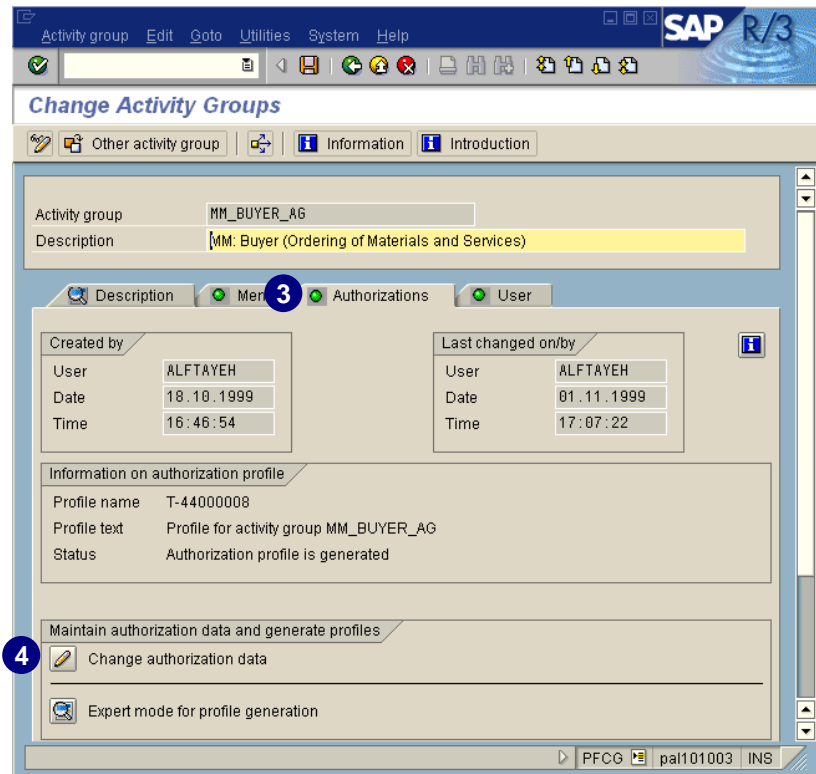 Activity group Edit Goto Utilities System Help
SAP R/3
Change Activity Groups
Other activity group Information Introduction
Activity group MM_BUYER_AG
Description MM: Buyer (Ordering of Materials and Services)
Description Men 3 Authorizations User
Created by Last changed on/by
User ALFTAYEH User ALFTAYEH
Date 18.10.1999 Date 01.11.1999
Time 16:46:54 Time 17:07:22
Information on authorization profile
Profile name T-44000008
Profile text Profile for activity group MM_BUYER_AG
Status Authorization profile is generated
Maintain authorization data and generate profiles
4 Change authorization data
Expert mode for profile generation
PFCG pal101003 INS